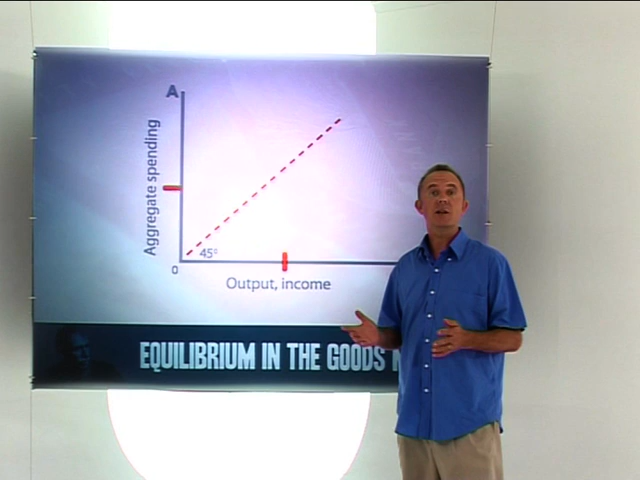 A
Aggregate spending
45°
0
Output, income
EQUILIBRIUM IN THE GOODS